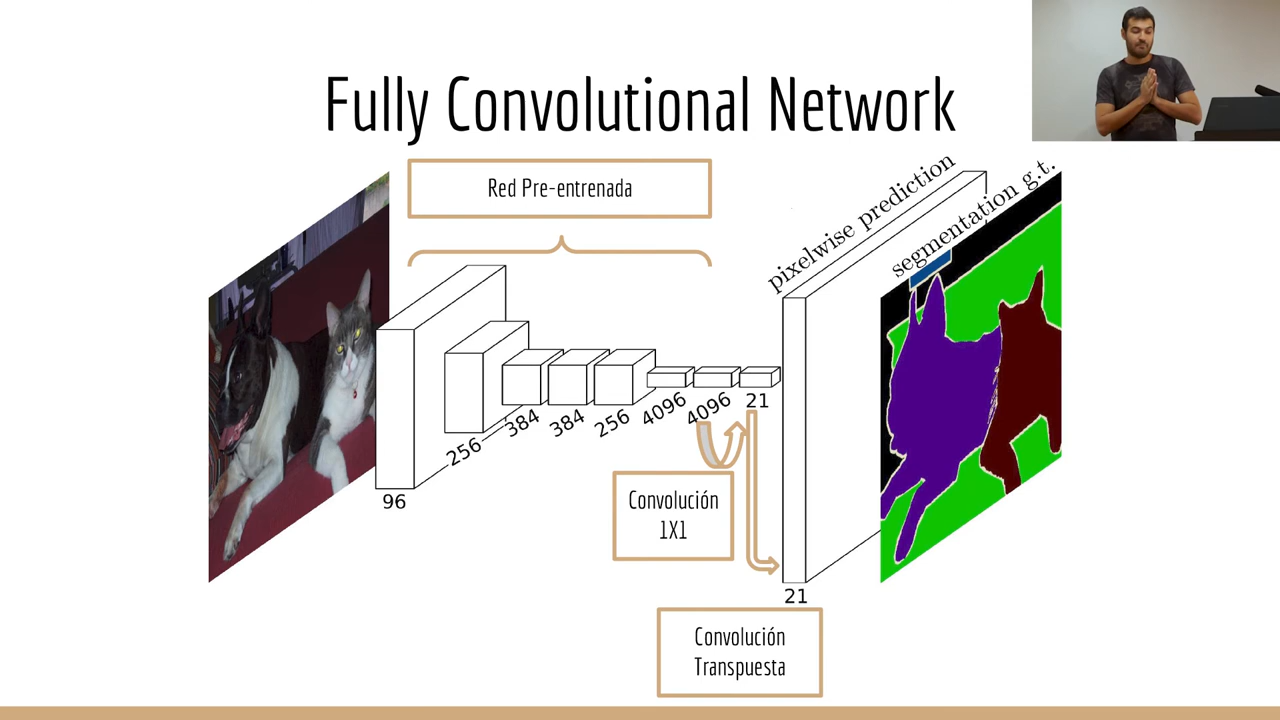 Fully Convolutional Network
Red Pre-entrenada
pixelwise prediction
segmentation g.t.
96
256
384
384
256
4096
4096
21
Convolución
1X1
21
Convolución
Transpuesta